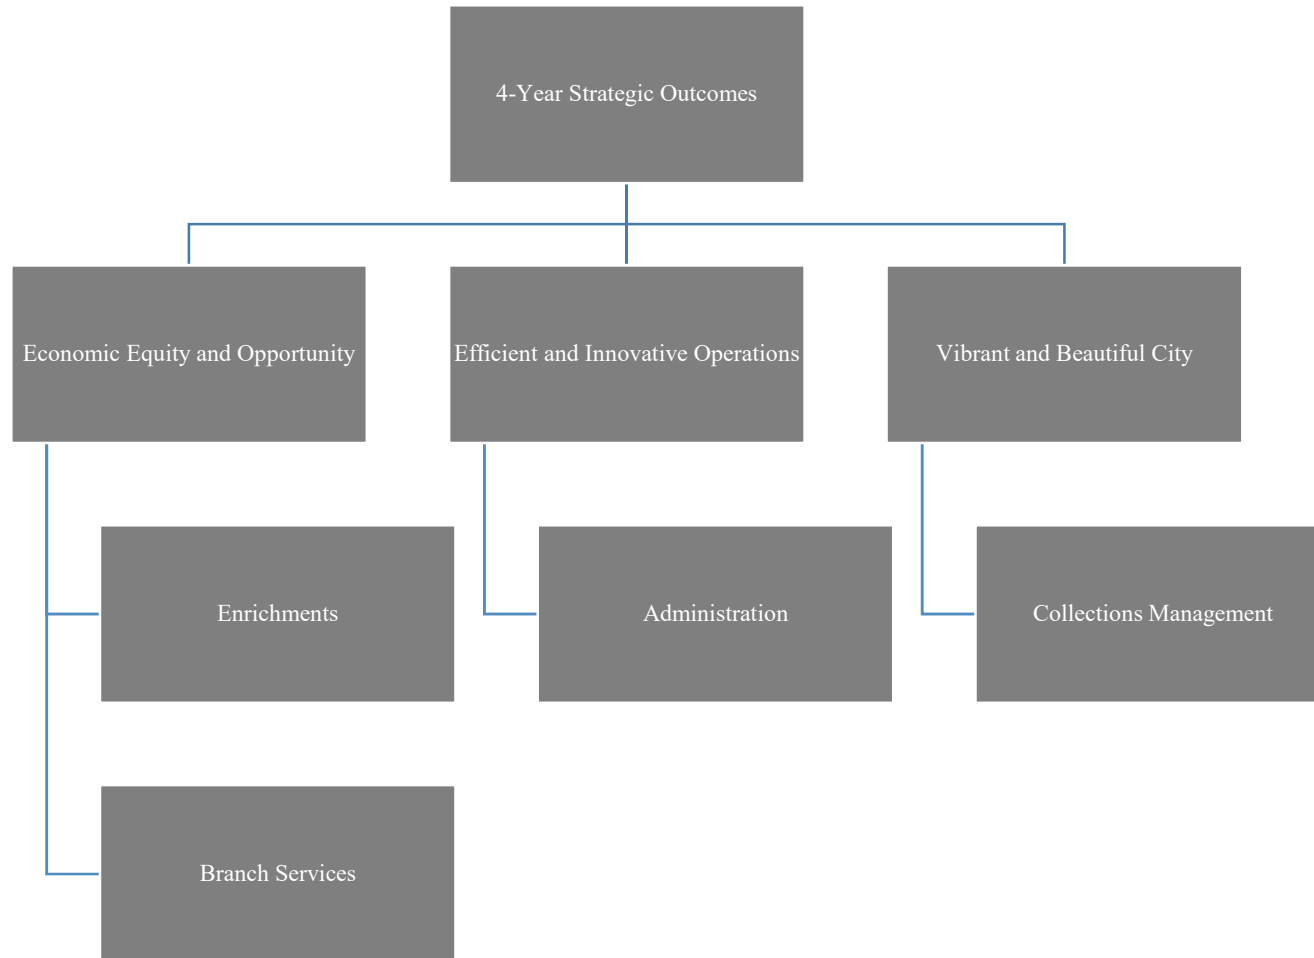 4-Year Strategic Outcomes
Economic Equity and Opportunity
Efficient and Innovative Operations
Vibrant and Beautiful City
Enrichments
Administration
Collections Management
Branch Services